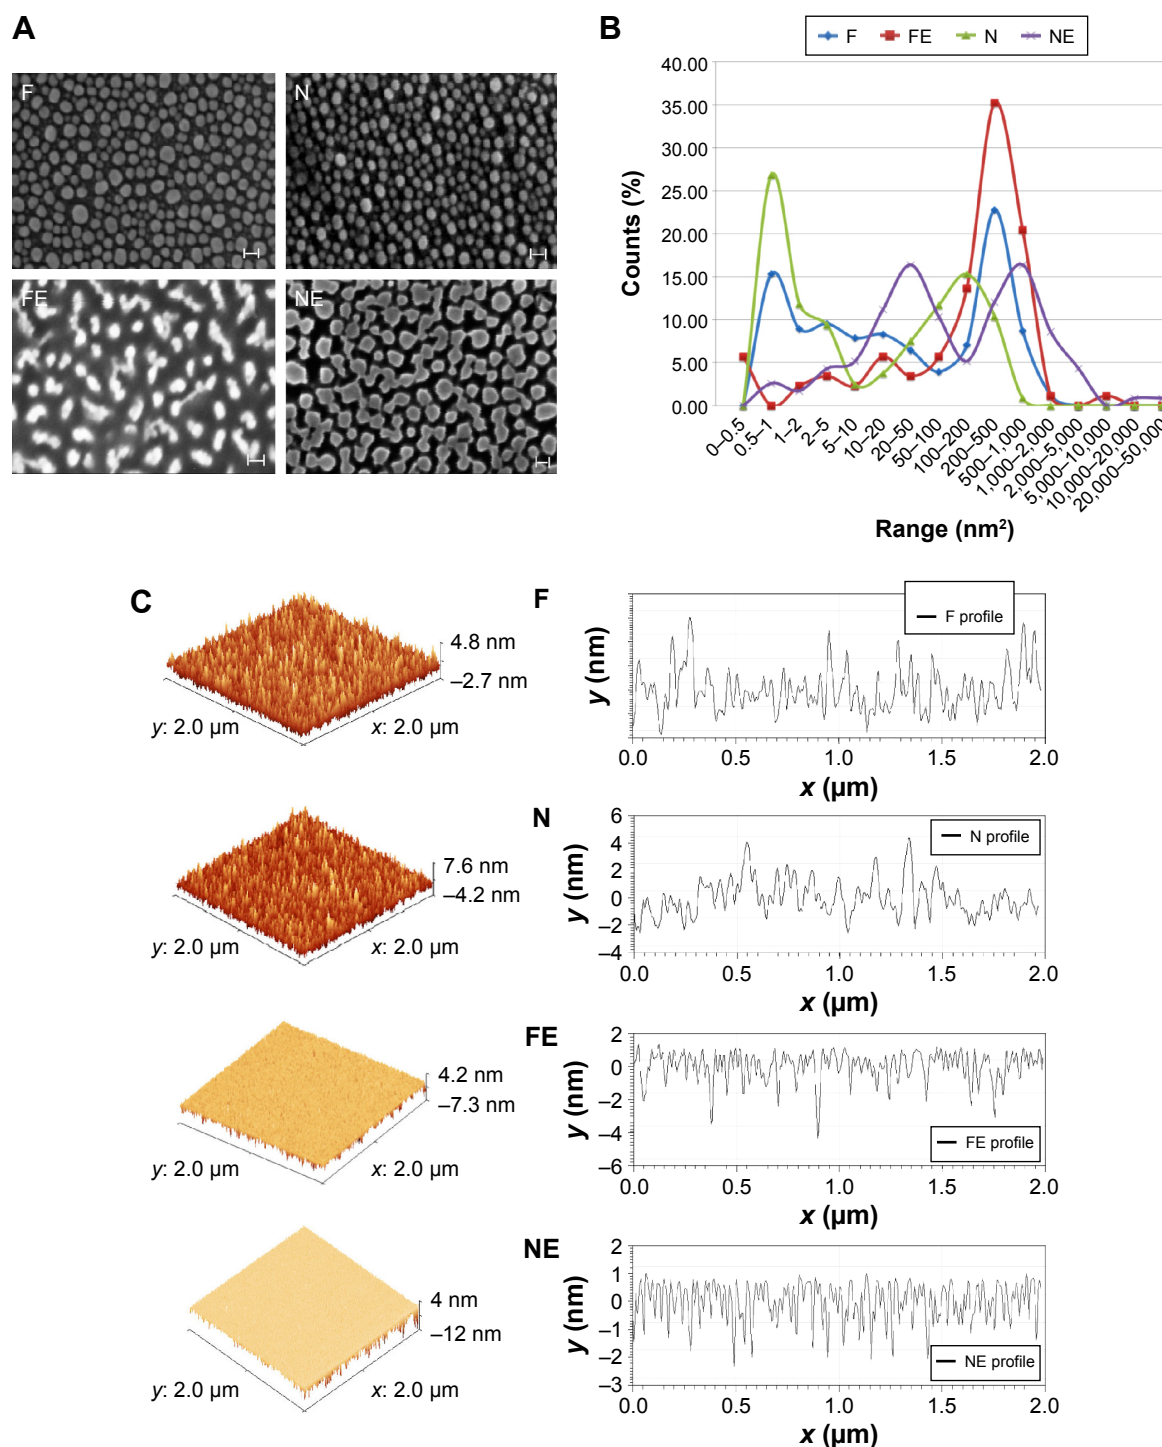 A
F
N
FE
NE
B
F FE N NE
40.00
35.00
30.00
25.00
20.00
15.00
10.00
5.00
0.00
Counts (%)
0–0.5
0.5–1
1–2
2–5
5–10
10–20
20–50
50–100
100–200
200–500
500–1,000
1,000–2,000
2,000–5,000
5,000–10,000
10,000–20,000
20,000–50,000
Range (nm²)
C
4.8 nm
–2.7 nm
y: 2.0 µm
x: 2.0 µm
F
F profile
y (nm)
0.0 0.5 1.0 1.5 2.0
x (µm)
7.6 nm
–4.2 nm
y: 2.0 µm
x: 2.0 µm
N
N profile
6
4
2
0
–2
–4
y (nm)
0.0 0.5 1.0 1.5 2.0
x (µm)
4.2 nm
–7.3 nm
y: 2.0 µm
x: 2.0 µm
FE
2
0
–2
–4
–6
y (nm)
FE profile
0.0 0.5 1.0 1.5 2.0
x (µm)
4 nm
–12 nm
y: 2.0 µm
x: 2.0 µm
NE
2
1
0
–1
–2
–3
y (nm)
NE profile
0.0 0.5 1.0 1.5 2.0
x (µm)